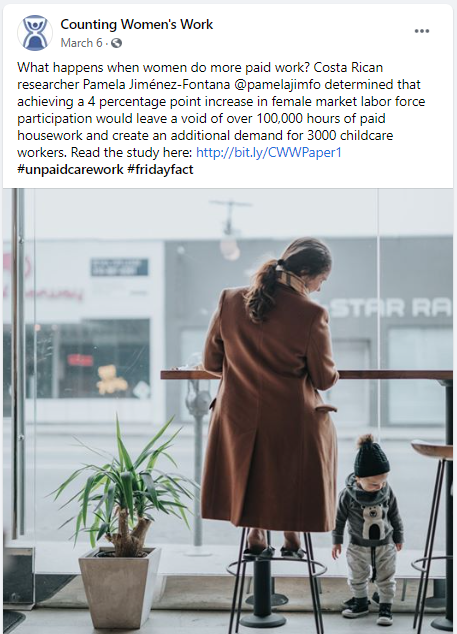 Counting Women's Work
March 6 ·
What happens when women do more paid work? Costa Rican
researcher Pamela Jiménez-Fontana @pamelajimfo determined that
achieving a 4 percentage point increase in female market labor force
participation would leave a void of over 100,000 hours of paid
housework and create an additional demand for 3000 childcare
workers. Read the study here: http://bit.ly/CWWPaper1
#unpaidcarework #fridayfact
STAR RA